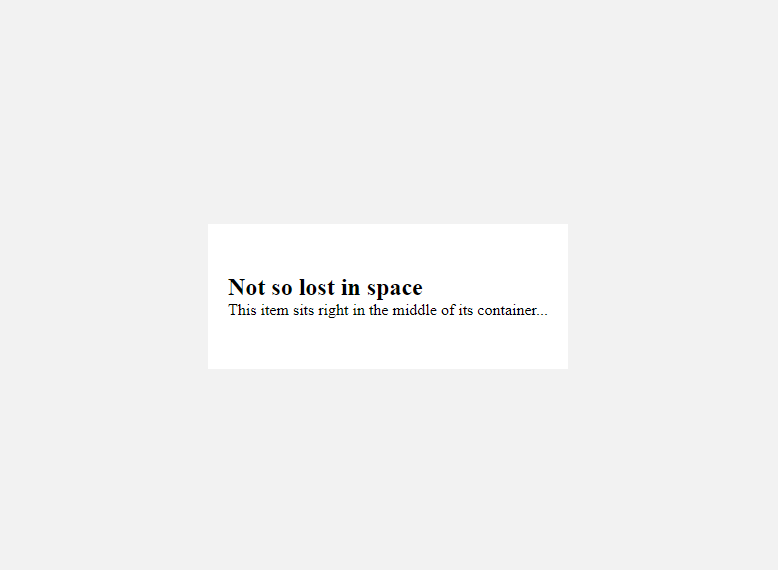 Not so lost in space
This item sits right in the middle of its container...